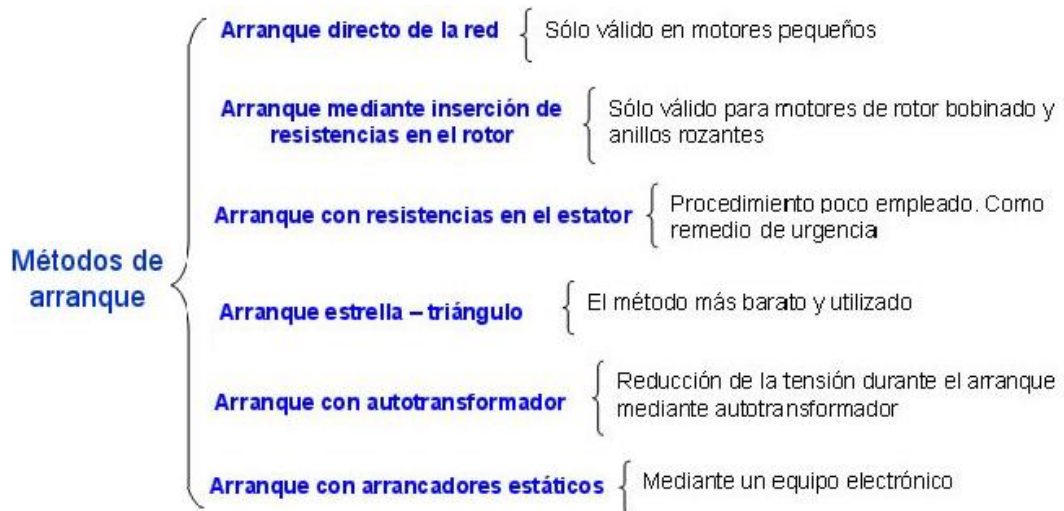 Métodos de
arranque
Arranque directo de la red
Sólo válido en motores pequeños
Arranque mediante inserción de
resistencias en el rotor
Sólo válido para motores de rotor bobinado y
anillos rozantes
Arranque con resistencias en el estator
Procedimiento poco empleado. Como
remedio de urgencia
Arranque estrella – triángulo
El método más barato y utilizado
Arranque con autotransformador
Reducción de la tensión durante el arranque
mediante autotransformador
Arranque con arrancadores estáticos
Mediante un equipo electrónico